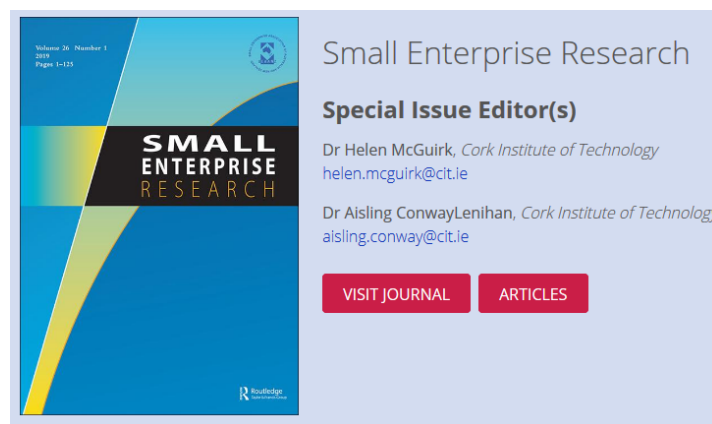 Volume 26 Number 1
2019
Pages 1–125
SMALL
ENTERPRISE
RESEARCH
Routledge
Small Enterprise Research
Special Issue Editor(s)
Dr Helen McGuirk, Cork Institute of Technology
helen.mcguirk@cit.ie
Dr Aisling ConwayLenihan, Cork Institute of Technology
aisling.conway@cit.ie
VISIT JOURNAL
ARTICLES